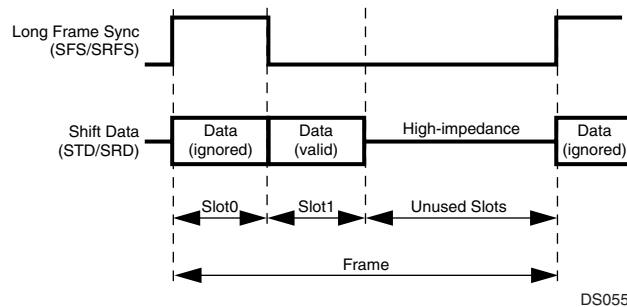 Long Frame Sync
(SFS/SRFS)
Shift Data
(STD/SRD)
Data
(ignored)
Data
(valid)
High-impedance
Data
(ignored)
Slot0
Slot1
Unused Slots
Frame
DS055